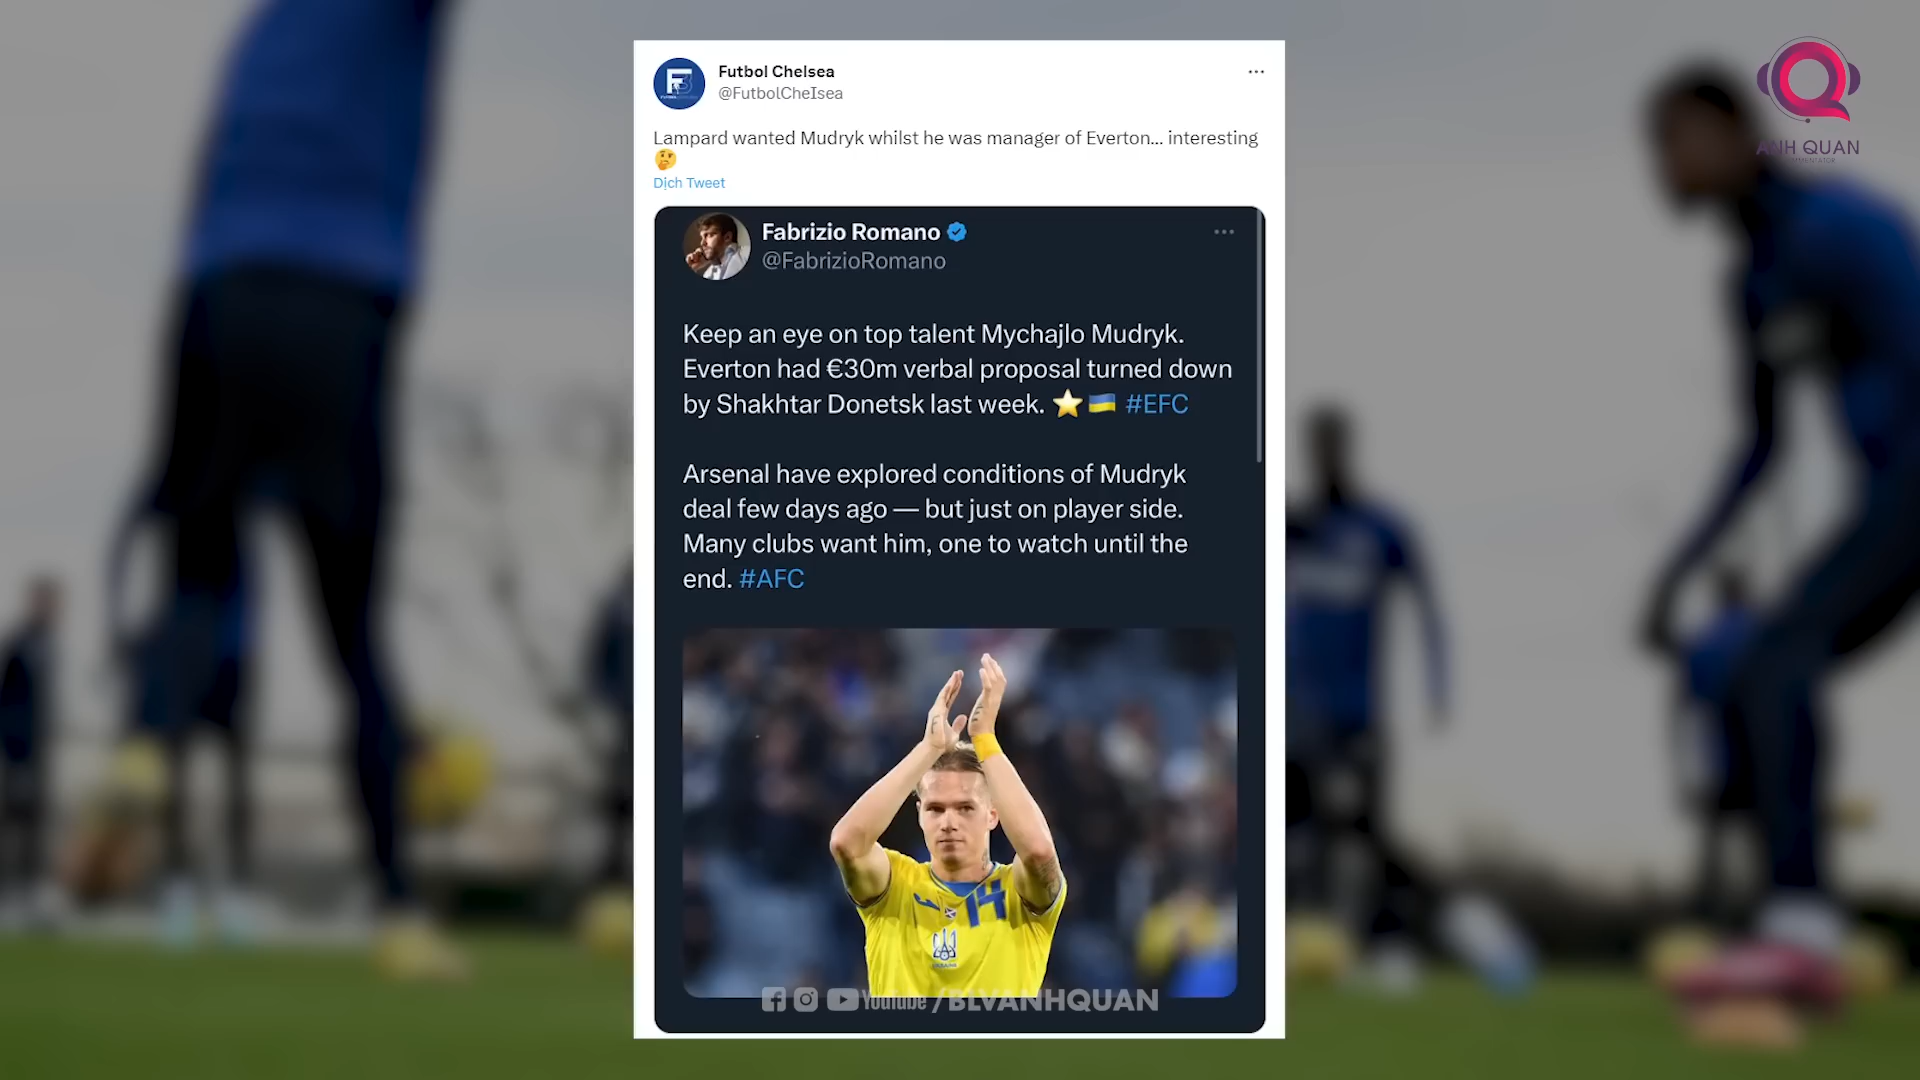 Futbol Chelsea
@FutbolCheIsea
Lampard wanted Mudryk whilst he was manager of Everton... interesting
🤔
Dịch Tweet
Fabrizio Romano
@FabrizioRomano
Keep an eye on top talent Mychajlo Mudryk.
Everton had €30m verbal proposal turned down
by Shakhtar Donetsk last week. ⭐🇺🇦 #EFC
Arsenal have explored conditions of Mudryk
deal few days ago — but just on player side.
Many clubs want him, one to watch until the
end. #AFC
14
Youtube /BLVANHQUAN
ANH QUAN